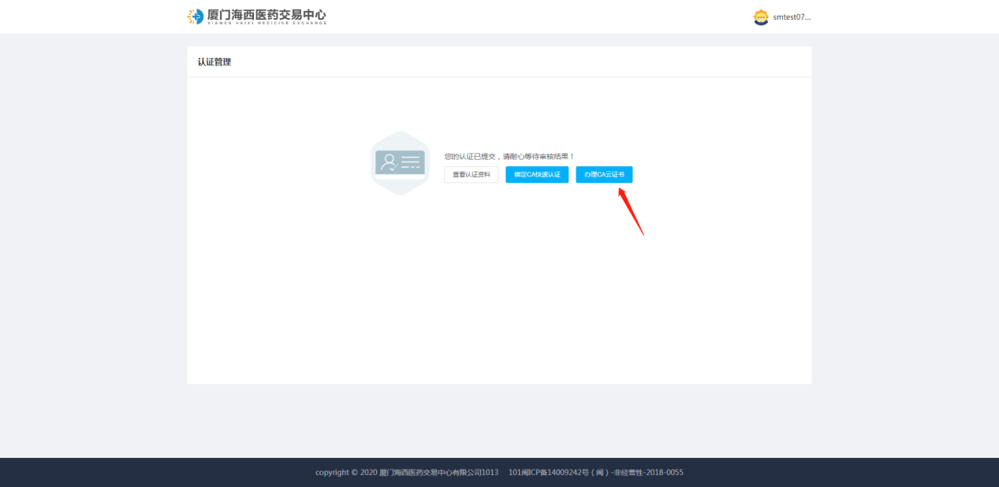 厦门海西医药交易中心
XIAMEN HAIXI MEDICINE EXCHANGE
smtest07...
认证管理
您的认证已提交，请耐心等待审核结果！
查看认证资料 绑定CA快速认证 办理CA云证书
copyright © 2020 厦门海西医药交易中心有限公司1013 101闽ICP备14009242号（闽）-非经营性-2018-0055